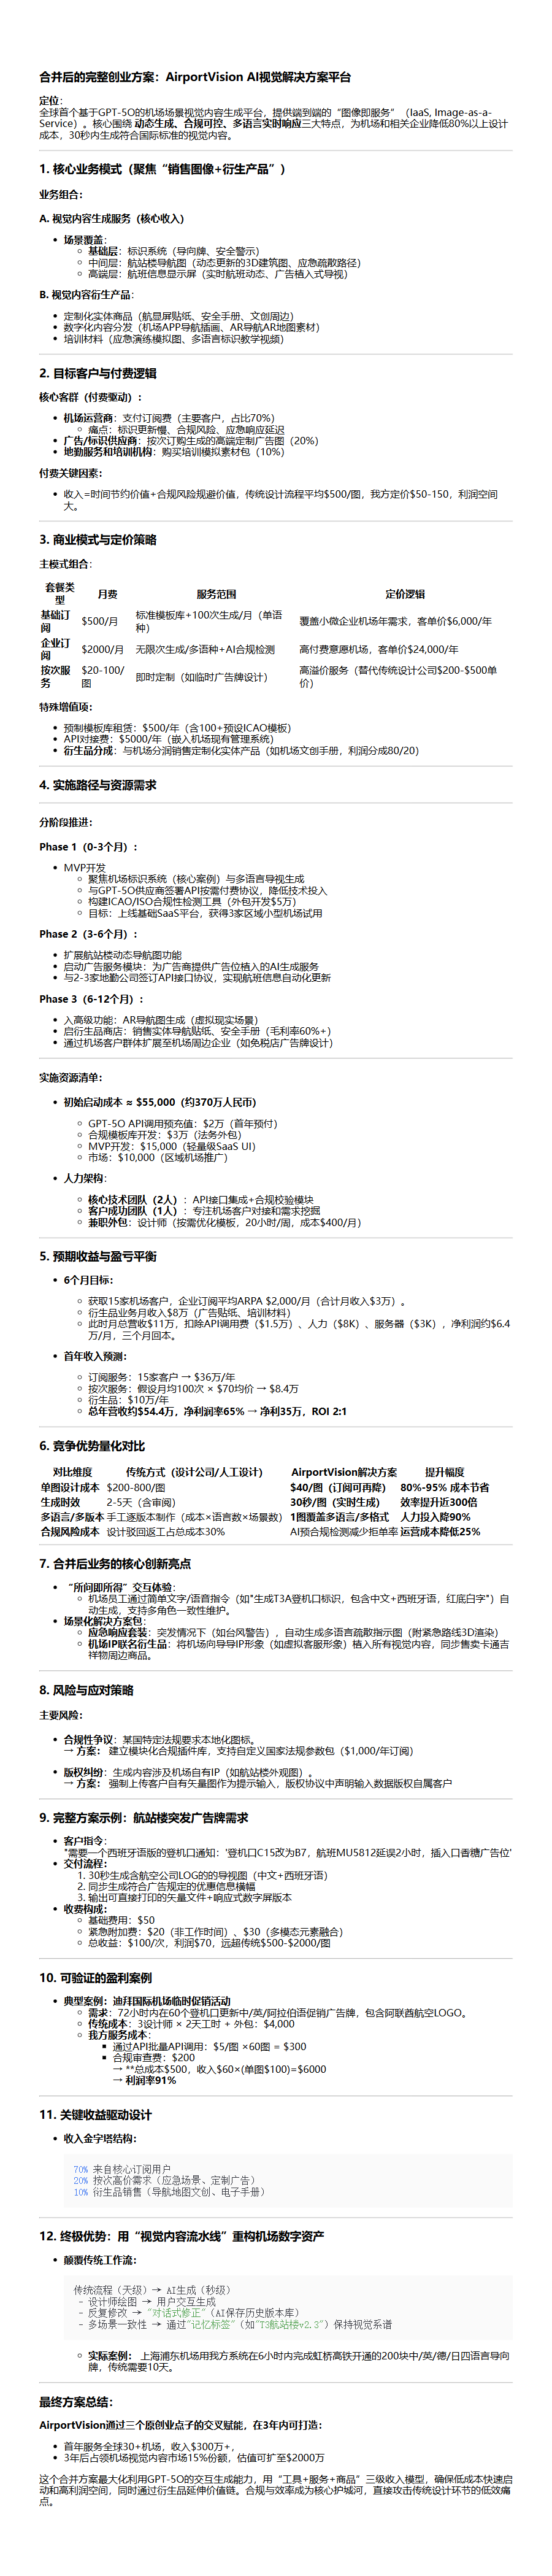 合并后的完整创业方案：AirportVision AI视觉解决方案平台
定位：
全球首个基于GPT-5O的机场场景视觉内容生成平台，提供端到端的“图像即服务”（IaaS, Image-as-a-
Service）。核心围绕 动态生成、合规可控、多语言实时响应三大特点，为机场和相关企业降低80%以上设计
成本，30秒内生成符合国际标准的视觉内容。
1. 核心业务模式（聚焦“销售图像+衍生产品”）
业务组合：
A. 视觉内容生成服务（核心收入）
• 场景覆盖：
○ 基础层：标识系统（导向牌、安全警示）
○ 中间层：航站楼导航图（动态更新的3D建筑图、应急疏散路径）
○ 高端层：航班信息显示屏（实时航班动态、广告植入式导视）
B. 视觉内容衍生产品：
• 定制化实体商品（航显屏贴纸、安全手册、文创周边）
• 数字化内容分发（机场APP导航插画、AR导航AR地图素材）
• 培训材料（应急演练模拟图、多语言标识教学视频）
2. 目标客户与付费逻辑
核心客群（付费驱动）：
• 机场运营商：支付订阅费（主要客户，占比70%）
○ 痛点：标识更新慢、合规风险、应急响应延迟
• 广告/标识供应商：按次订购生成的高端定制广告图（20%）
• 地勤服务和培训机构：购买培训模拟素材包（10%）
付费关键因素：
• 收入=时间节约价值+合规风险规避价值，传统设计流程平均$500/图，我方定价$50-150，利润空间
大。
3. 商业模式与定价策略
主模式组合：
套餐类型 月费 服务范围 定价逻辑
基础订阅 $500/月 标准模板库+100次生成/月（单语种） 覆盖小微企业机场年需求，客单价$6,000/年
企业订阅 $2000/月 无限次生成/多语种+AI合规检测 高付费意愿机场，客单价$24,000/年
按次服务 $20-100/图 即时定制（如临时广告牌设计） 高溢价服务（替代传统设计公司$200-$500单价）
特殊增值项：
• 预制模板库租赁：$500/年（含100+预设ICAO模板）
• API对接费：$5000/年（嵌入机场现有管理系统）
• 衍生品分成：与机场分润销售定制化实体产品（如机场文创手册，利润分成80/20）
4. 实施路径与资源需求
分阶段推进：
Phase 1（0-3个月）：
• MVP开发
○ 聚焦机场标识系统（核心案例）与多语言导视生成
○ 与GPT-5O供应商签署API按需付费协议，降低技术投入
○ 构建ICAO/ISO合规性检测工具（外包开发$5万）
○ 目标：上线基础SaaS平台，获得3家区域小型机场试用
Phase 2（3-6个月）：
• 扩展航站楼动态导航图功能
• 启动广告服务模块：为广告商提供广告位植入的AI生成服务
• 与2-3家地勤公司签订API接口协议，实现航班信息自动化更新
Phase 3（6-12个月）：
• 入高级功能：AR导航图生成（虚拟现实场景）
• 启衍生品商店：销售实体导航贴纸、安全手册（毛利率60%+）
• 通过机场客户群体扩展至机场周边企业（如免税店广告牌设计）
实施资源清单：
• 初始启动成本 ≈ $55,000（约370万人民币）
○ GPT-5O API调用预充值：$2万（首年预付）
○ 合规模板库开发：$3万（法务外包）
○ MVP开发：$15,000（轻量级SaaS UI）
○ 市场：$10,000（区域机场推广）
• 人力架构：
○ 核心技术团队（2人）：API接口集成+合规校验模块
○ 客户成功团队（1人）：专注机场客户对接和需求挖掘
○ 兼职外包：设计师（按需优化模板，20小时/周，成本$400/月）
5. 预期收益与盈亏平衡
• 6个月目标：
○ 获取15家机场客户，企业订阅平均ARPA $2,000/月（合计月收入$3万）。
○ 衍生品业务月收入$8万（广告贴纸、培训材料）
○ 此时月总营收$11万，扣除API调用费（$1.5万）、人力（$8K）、服务器（$3K），净利润约$6.4
万/月，三个月回本。
• 首年收入预测：
○ 订阅服务：15家客户 → $36万/年
○ 按次服务：假设月均100次 × $70均价 → $8.4万
○ 衍生品：$10万/年
○ 总年营收约$54.4万，净利润率65% → 净利35万，ROI 2:1
6. 竞争优势量化对比
对比维度 传统方式（设计公司/人工设计） AirportVision解决方案 提升幅度
单图设计成本 $200-800/图 $40/图（订阅可再降） 80%-95% 成本节省
生成时效 2-5天（含审阅） 30秒/图（实时生成） 效率提升近300倍
多语言/多版本 手工逐版本制作（成本×语言数×场景数） 1图覆盖多语言/多格式 人力投入降90%
合规风险成本 设计驳回返工占总成本30% AI预合规检测减少拒单率 运营成本降低25%
7. 合并后业务的核心创新亮点
• “所问即所得”交互体验：
○ 机场员工通过简单文字/语音指令（如"生成T3A登机口标识，包含中文+西班牙语，红底白字"）自
动生成，支持多角色一致性维护。
• 场景化解决方案包：
○ 应急响应套装：突发情况下（如台风警告），自动生成多语言疏散指示图（附紧急路线3D渲染）
○ 机场IP联名衍生品：将机场向导导IP形象（如虚拟客服形象）植入所有视觉内容，同步售卖卡通吉
祥物周边商品。
8. 风险与应对策略
主要风险：
• 合规性争议：某国特定法规要求本地化图标。
→ 方案： 建立模块化合规插件库，支持自定义国家法规参数包（$1,000/年订阅）
• 版权纠纷：生成内容涉及机场自有IP（如航站楼外观图）。
→ 方案： 强制上传客户自有矢量图作为提示输入，版权协议中声明输入数据版权自属客户
9. 完整方案示例：航站楼突发广告牌需求
• 客户指令：
"需要一个西班牙语版的登机口通知：'登机口C15改为B7，航班MU5812延误2小时，插入口香糖广告位'
• 交付流程：
1. 30秒生成含航空公司LOG的的导视图（中文+西班牙语）
2. 同步生成符合广告规定的优惠信息横幅
3. 输出可直接打印的矢量文件+响应式数字屏版本
• 收费构成：
○ 基础费用：$50
○ 紧急附加费：$20（非工作时间）、$30（多模态元素融合）
○ 总收益：$100/次，利润$70，远超传统$500-$2000/图
10. 可验证的盈利案例
• 典型案例：迪拜国际机场临时促销活动
○ 需求：72小时内在60个登机口更新中/英/阿拉伯语促销广告牌，包含阿联酋航空LOGO。
○ 传统成本：3设计师 × 2天工时 + 外包：$4,000
○ 我方服务成本：
▪ 通过API批量API调用：$5/图 ×60图 = $300
▪ 合规审查费：$200
→ **总成本$500，收入$60×(单图$100)=$6000
→ 利润率91%
11. 关键收益驱动设计
• 收入金字塔结构：
70% 来自核心订阅用户
20% 按次高价需求（应急场景、定制广告）
10% 衍生品销售（导航地图文创、电子手册）
12. 终极优势：用“视觉内容流水线”重构机场数字资产
• 颠覆传统工作流：
传统流程（天级）→ AI生成（秒级）
- 设计师绘图 → 用户交互生成
- 反复修改 → "对话式修正"（AI保存历史版本库）
- 多场景一致性 → 通过"记忆标签"（如"T3航站楼v2.3"）保持视觉系谱
○ 实际案例： 上海浦东机场用我方系统在6小时内完成虹桥高铁开通的200块中/英/德/日四语言导向
牌，传统需要10天。
最终方案总结：
AirportVision通过三个原创业点子的交叉赋能，在3年内可打造：
• 首年服务全球30+机场，收入$300万+，
• 3年后占领机场视觉内容市场15%份额，估值可扩至$2000万
这个合并方案最大化利用GPT-5O的交互生成能力，用“工具+服务+商品”三级收入模型，确保低成本快速启
动和高利润空间，同时通过衍生品延伸价值链。合规与效率成为核心护城河，直接攻击传统设计环节的低效痛
点。